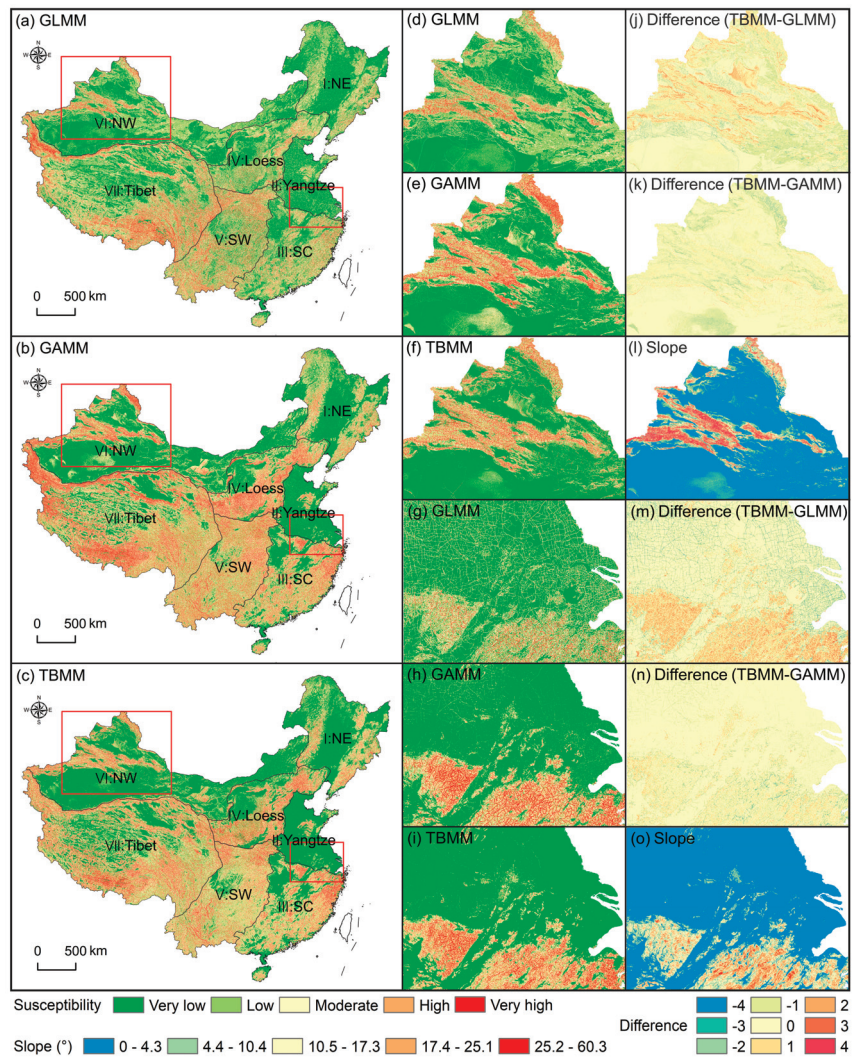 (a) GLMM
N
W E
S
I:NE
VI:NW
IV:Loess
VII:Tibet
II:Yangtze
V:SW
III:SC
0 500 km
(b) GAMM
N
W E
S
I:NE
VI:NW
IV:Loess
VII:Tibet
II:Yangtze
V:SW
III:SC
0 500 km
(c) TBMM
N
W E
S
I:NE
VI:NW
IV:Loess
VII:Tibet
II:Yangtze
V:SW
III:SC
0 500 km
(d) GLMM
(j) Difference (TBMM-GLMM)
(e) GAMM
(k) Difference (TBMM-GAMM)
(f) TBMM
(l) Slope
(g) GLMM
(m) Difference (TBMM-GLMM)
(h) GAMM
(n) Difference (TBMM-GAMM)
(i) TBMM
(o) Slope
Susceptibility Very low Low Moderate High Very high
Slope (°) 0 - 4.3 4.4 - 10.4 10.5 - 17.3 17.4 - 25.1 25.2 - 60.3
-4 -1 2
Difference -3 0 3
-2 1 4